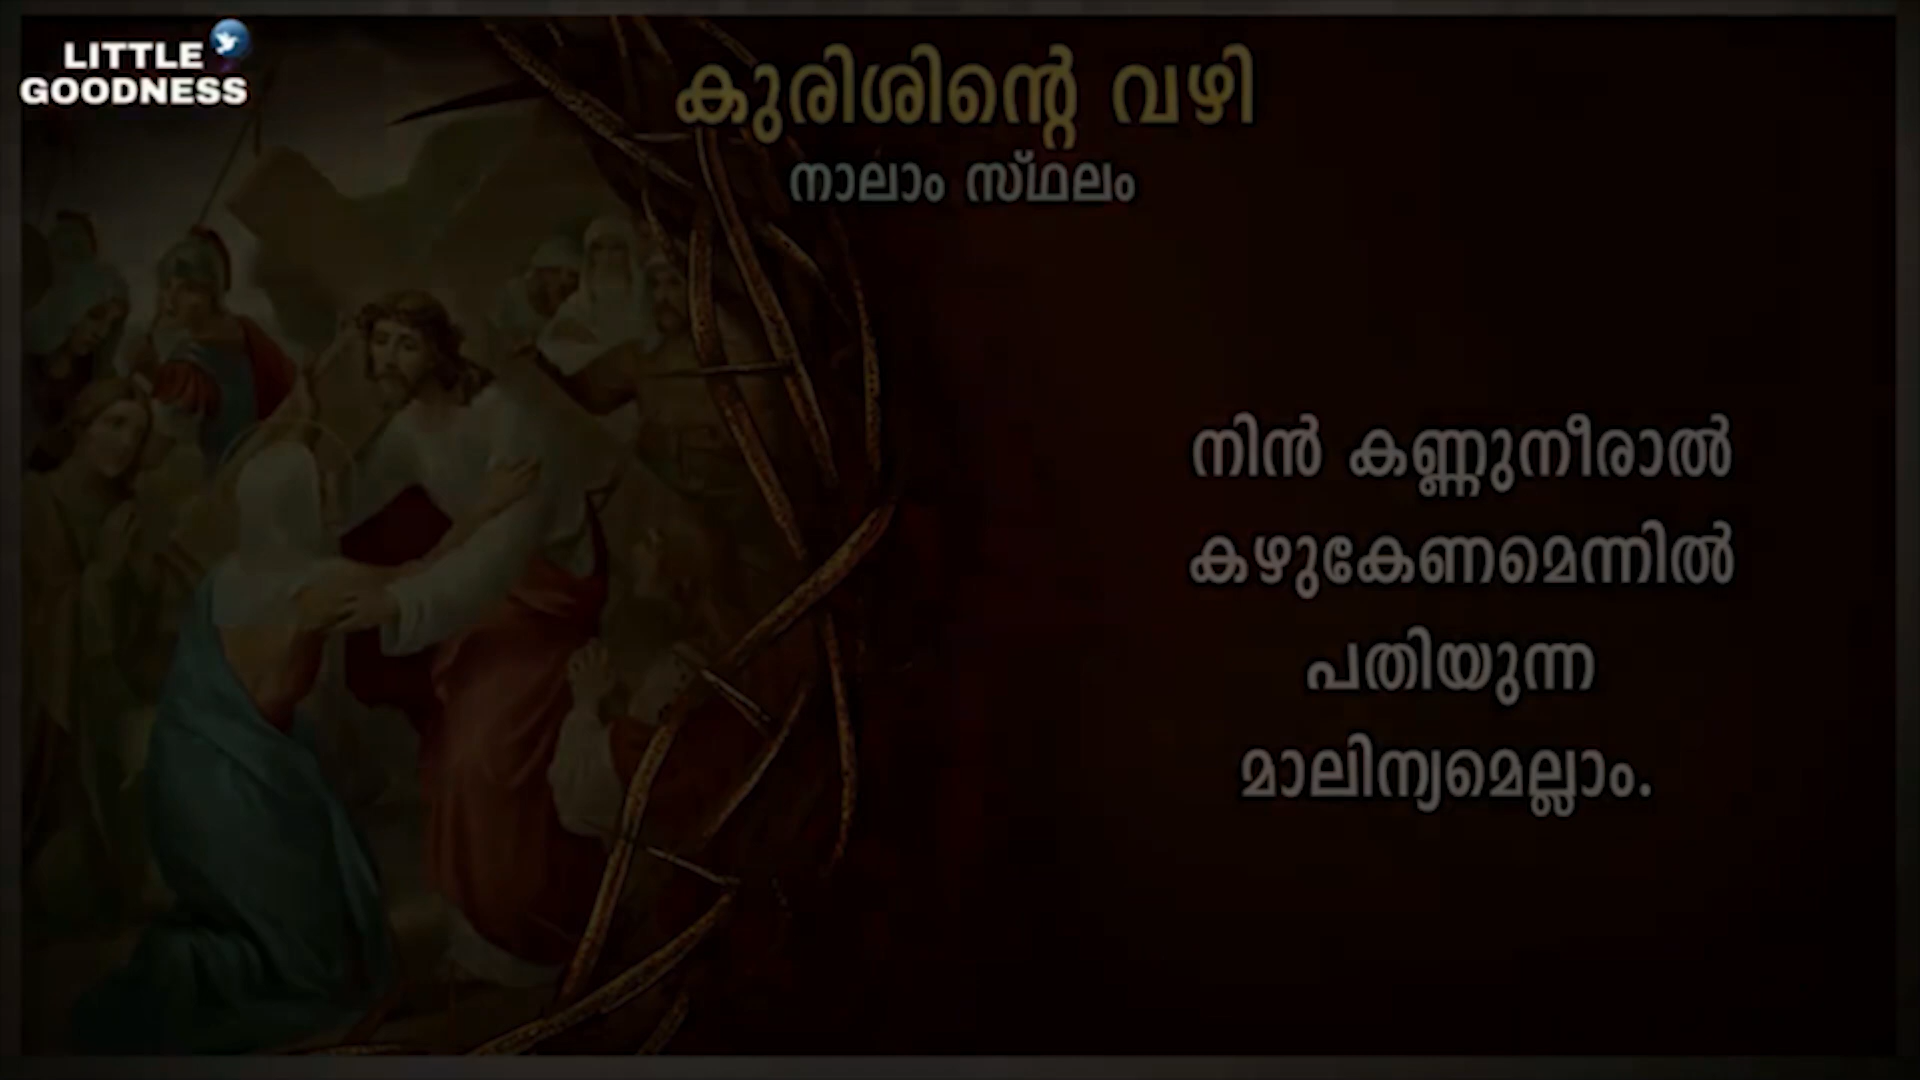 LITTLE
GOODNESS
കുരിശിന്റെ വഴി
നാലാം സ്ഥലം
നിൻ കണ്ണുനീരാൽ
കഴുകേണമെന്നിൽ
പതിയുന്ന
മാലിന്യമെല്ലാം.